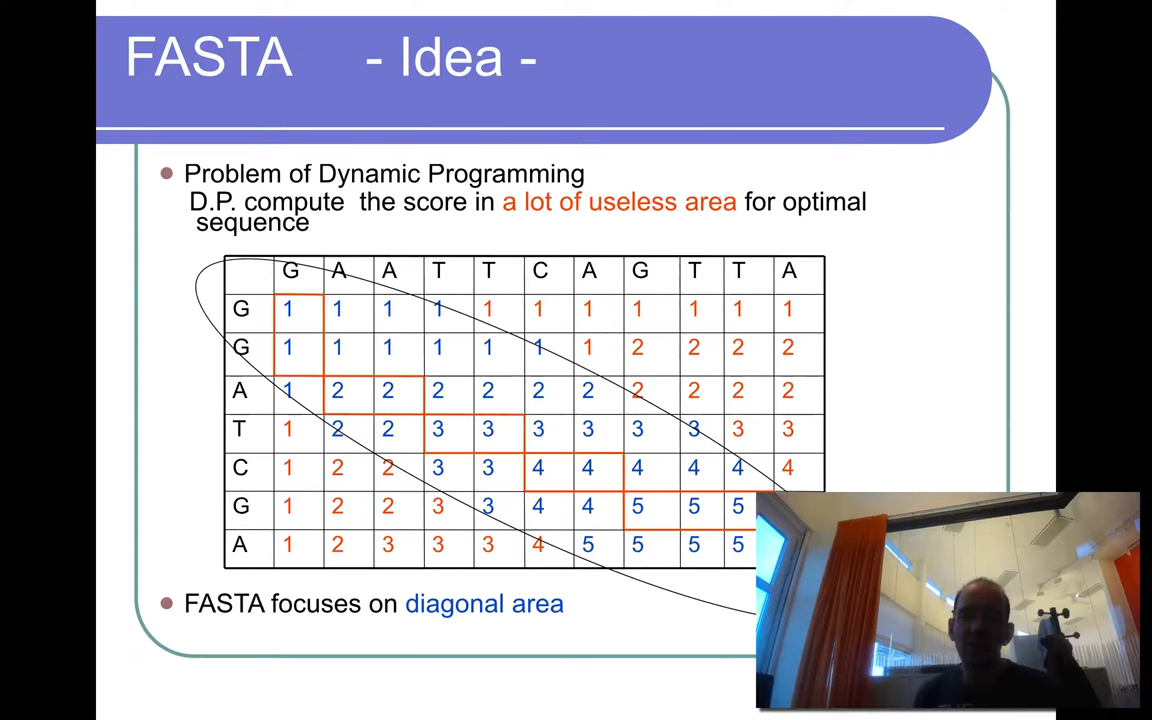 FASTA - Idea -
Problem of Dynamic Programming
D.P. compute the score in a lot of useless area for optimal
sequence
G A A T T C A G T T A
G 1 1 1 1 1 1 1 1 1 1 1
G 1 1 1 1 1 1 1 2 2 2 2
A 1 2 2 2 2 2 2 2 2 2 2
T 1 2 2 3 3 3 3 3 3 3 3
C 1 2 2 3 3 4 4 4 4 4 4
G 1 2 2 3 3 4 4 5 5 5
A 1 2 3 3 3 4 5 5 5 5
FASTA focuses on diagonal area